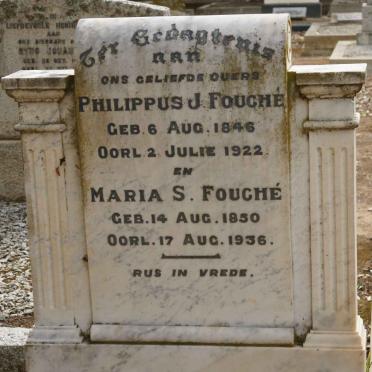 Ter Gedagtenis
aan
ONS GELIEFDE OUERS
PHILIPPUS J. FOUCHÉ
GEB. 6 AUG. 1846
OORL 2 JULIE 1922
EN
MARIA S. FOUCHÉ
GEB. 14 AUG. 1850
OORL. 17 AUG. 1936.
RUS IN VREDE.
AAN